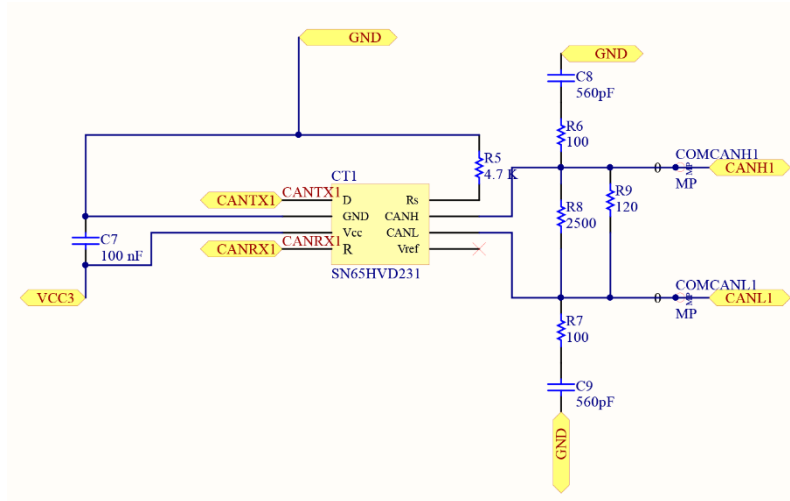 GND
GND
C8
560pF
R6
100
COMCANH1
0
MP
CANH1
MP
R5
4.7 K
CT1
CANTX1
CANTX1
D
Rs
GND
CANH
Vcc
CANL
CANRX1
CANRX1
R
Vref
SN65HVD231
C7
100 nF
VCC3
R8
2500
R9
120
COMCANL1
0
MP
CANL1
MP
R7
100
C9
560pF
GND